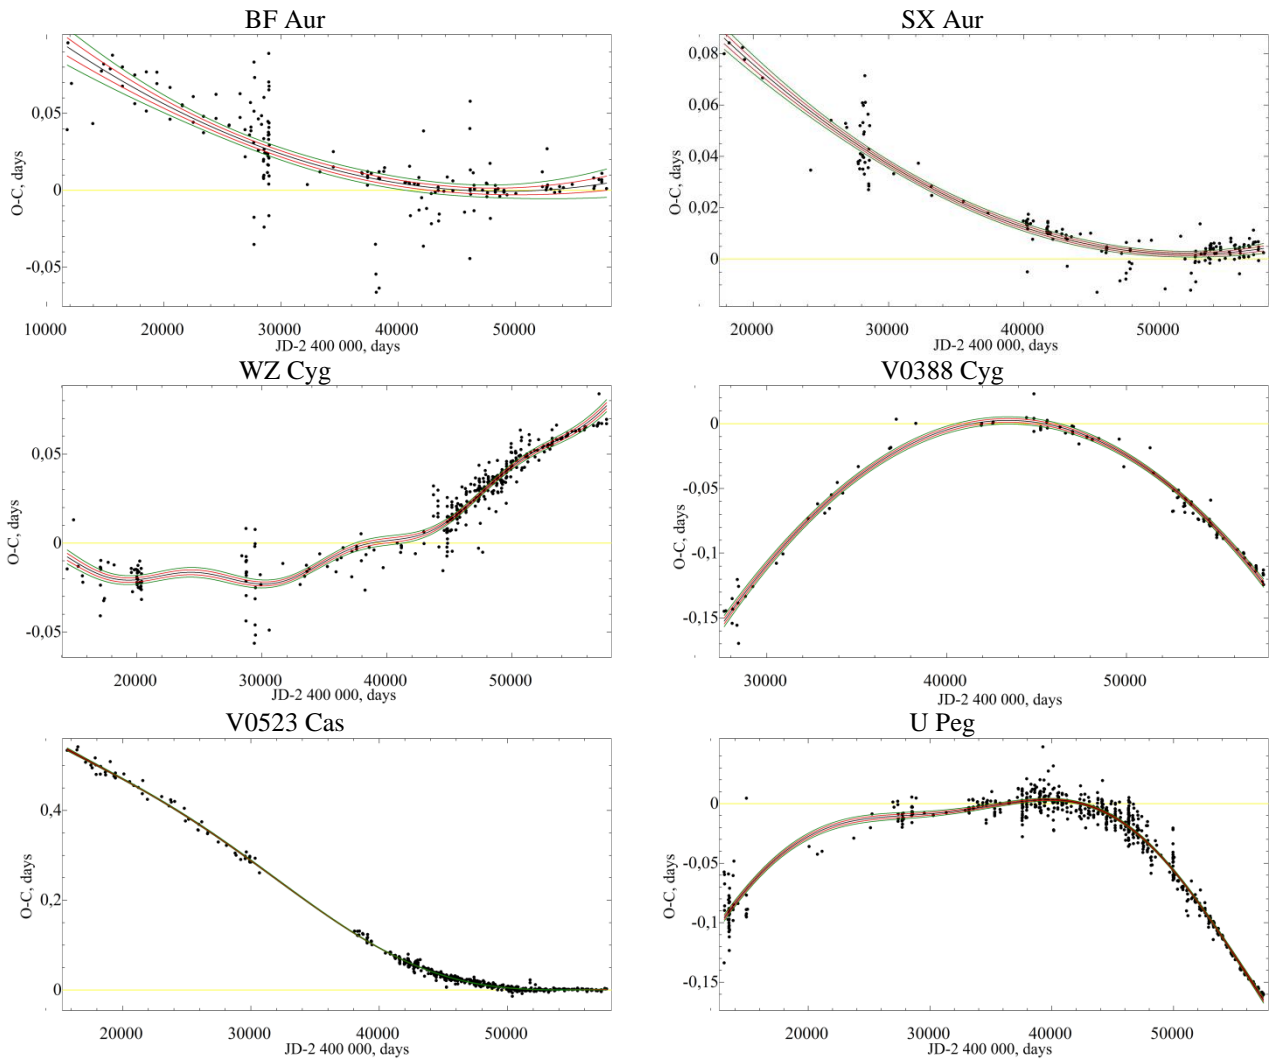 BF Aur
SX Aur
O-C, days
0,05
0
-0,05
10000 20000 30000 40000 50000
JD-2 400 000, days
O-C, days
0,08
0,06
0,04
0,02
0
20000 30000 40000 50000
JD-2 400 000, days
WZ Cyg
V0388 Cyg
O-C, days
0,05
0
-0,05
20000 30000 40000 50000
JD-2 400 000, days
O-C, days
0
-0,05
-0,1
-0,15
30000 40000 50000
JD-2 400 000, days
V0523 Cas
U Peg
O-C, days
0,4
0,2
0
20000 30000 40000 50000
JD-2 400 000, days
O-C, days
0
-0,05
-0,1
-0,15
20000 30000 40000 50000
JD-2 400 000, days